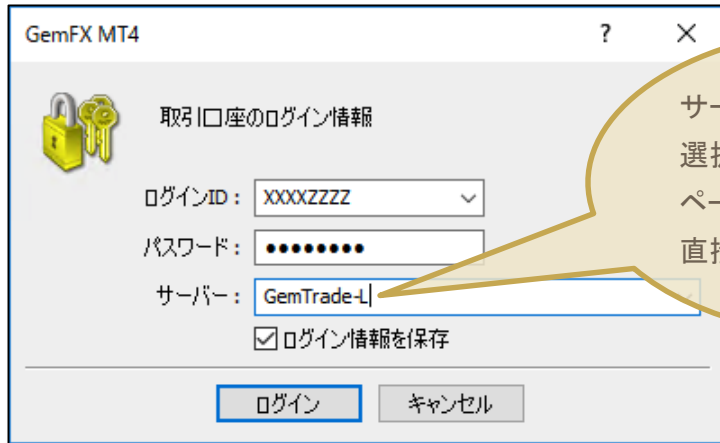 GemFX MT4
取引口座のログイン情報
ログインID： XXXXZZZZ
パスワード： ●●●●●●●●
サーバー： GemTrade-L
ログイン情報を保存
ログイン キャンセル
サー
選
ペー
直